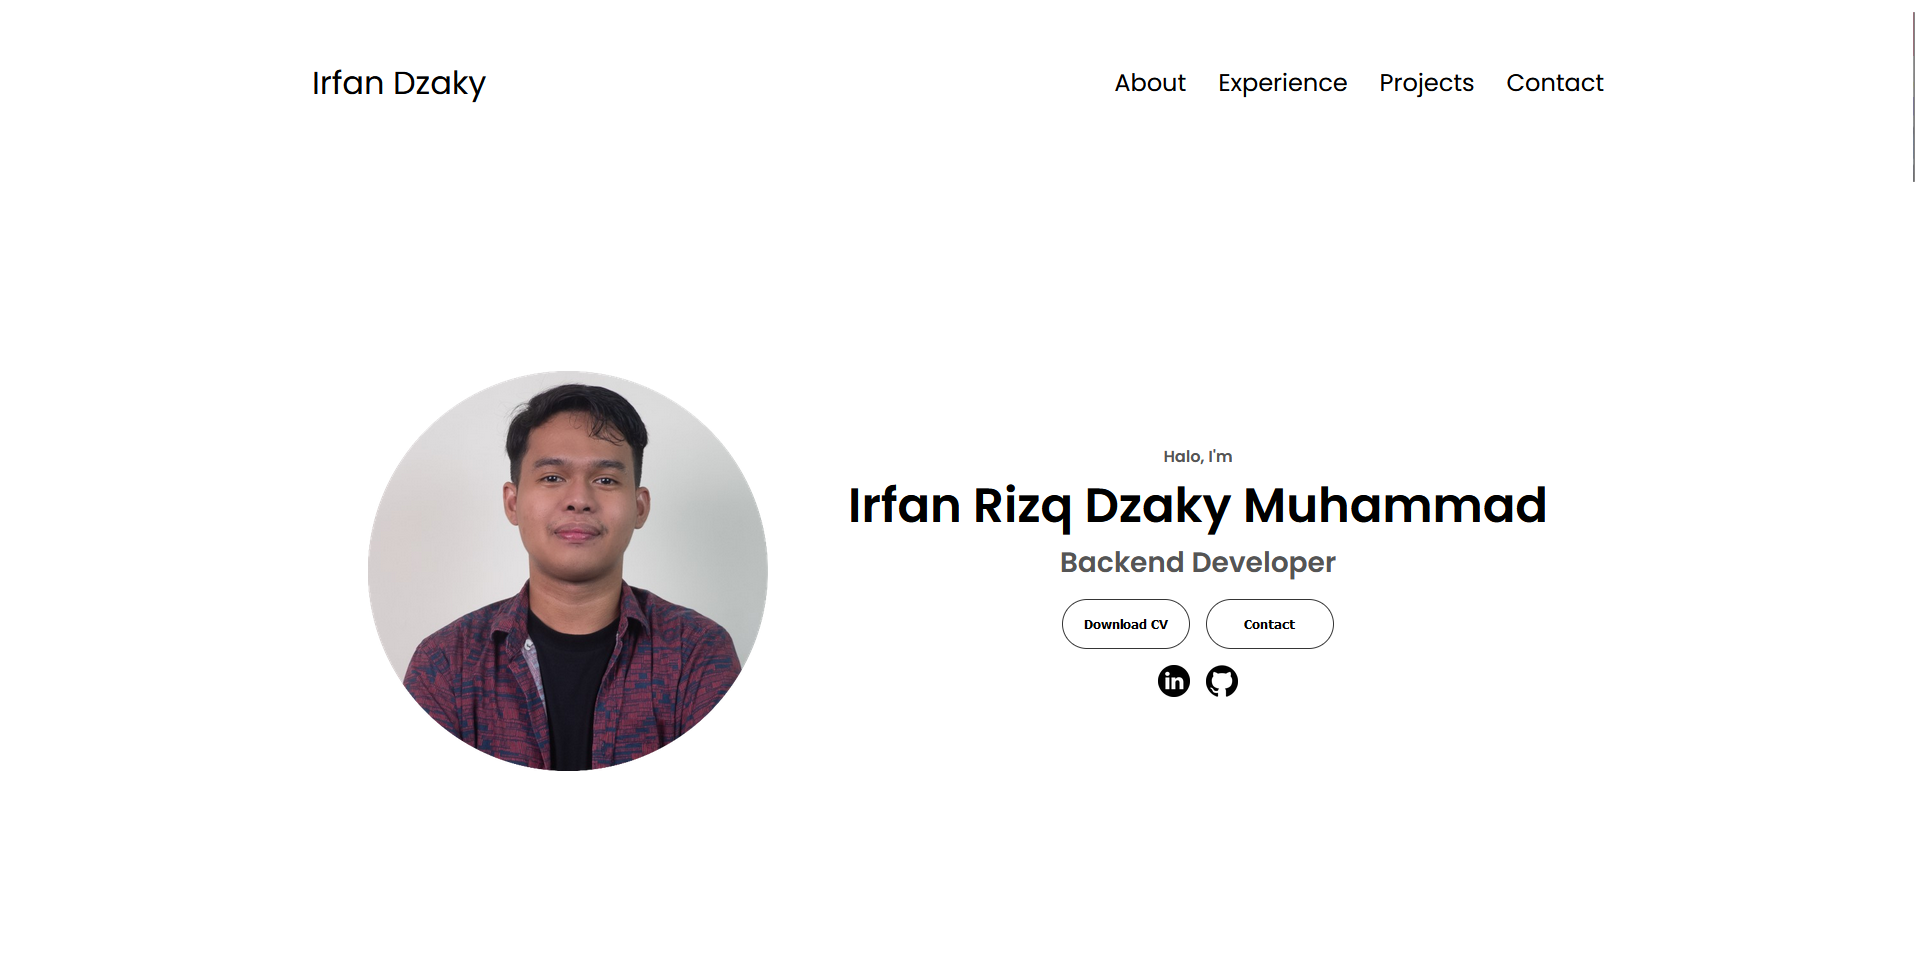 Irfan Dzaky
About Experience Projects Contact
Halo, I'm
Irfan Rizq Dzaky Muhammad
Backend Developer
Download CV
Contact
in